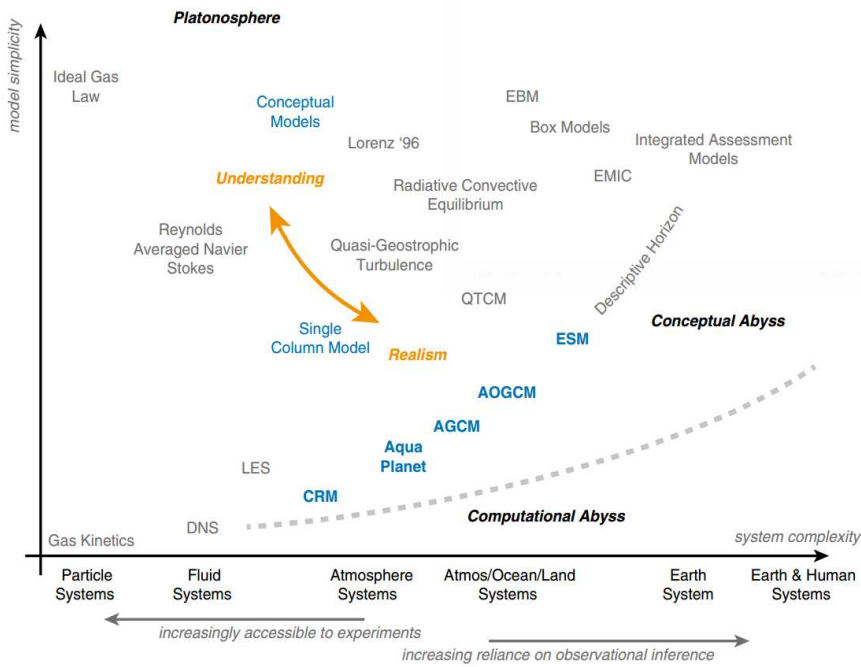 Platonosphere
model simplicity
Ideal Gas
Law
Conceptual
Models
EBM
Box Models
Lorenz ‘96
Integrated Assessment
Models
Understanding
EMIC
Radiative Convective
Equilibrium
Reynolds
Averaged Navier
Stokes
Quasi-Geostrophic
Turbulence
Descriptive Horizon
QTCM
Conceptual Abyss
Single
Column Model
Realism
ESM
AOGCM
AGCM
Aqua
Planet
LES
CRM
Computational Abyss
DNS
Gas Kinetics
system complexity
Particle
Systems
Fluid
Systems
Atmosphere
Systems
Atmos/Ocean/Land
Systems
Earth
System
Earth & Human
Systems
increasingly accessible to experiments
increasing reliance on observational inference